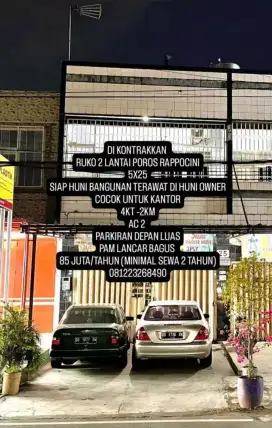 DI KONTRAKKAN
RUKO 2 LANTAI POROS RAPPOCINI
5X25
SIAP HUNI BANGUNAN TERAWAT DI HUNI OWNER
COCOK UNTUK KANTOR
4KT -2KM
AC 2
PARKIRAN DEPAN LUAS
PAM LANCAR BAGUS
85 JUTA/TAHUN (MINIMAL SEWA 2 TAHUN)
081223268490